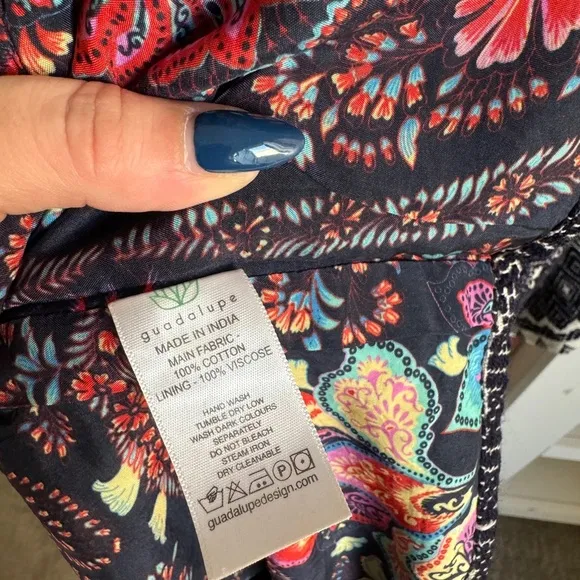 guadalupe
MADE IN INDIA
MAIN FABRIC -
100% COTTON
LINING - 100% VISCOSE
HAND WASH
TUMBLE DRY LOW
WASH DARK COLOURS
SEPARATELY
DO NOT BLEACH
STEAM IRON
DRY CLEANABLE
P
guadalupedesign.com